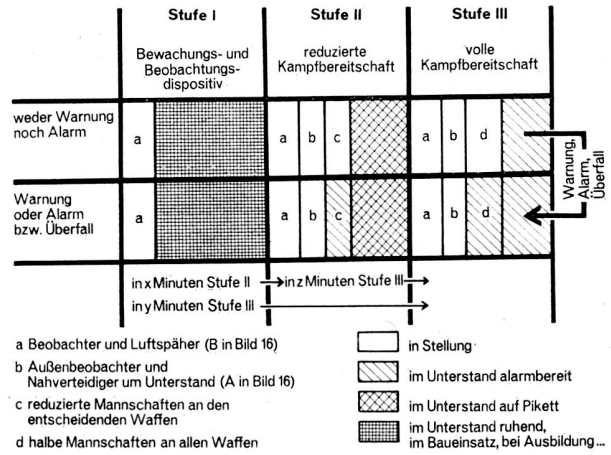 Stufe I
Stufe II
Stufe III
Bewachungs- und
Beobachtungs-
dispositiv
reduzierte
Kampfbereitschaft
volle
Kampfbereitschaft
weder Warnung
noch Alarm
a
a
b
c
a
b
d
Warnung,
Alarm,
Überfall
Warnung
oder Alarm
bzw. Überfall
a
a
b
c
a
b
d
in x Minuten Stufe II
in z Minuten Stufe III
in y Minuten Stufe III
a Beobachter und Luftspäher (B in Bild 16)
b Außenbeobachter und
Nahverteidiger um Unterstand (A in Bild 16)
c reduzierte Mannschaften an den
entscheidenden Waffen
d halbe Mannschaften an allen Waffen
in Stellung
im Unterstand alarmbereit
im Unterstand auf Pikett
im Unterstand ruhend,
im Baueinsatz, bei Ausbildung...